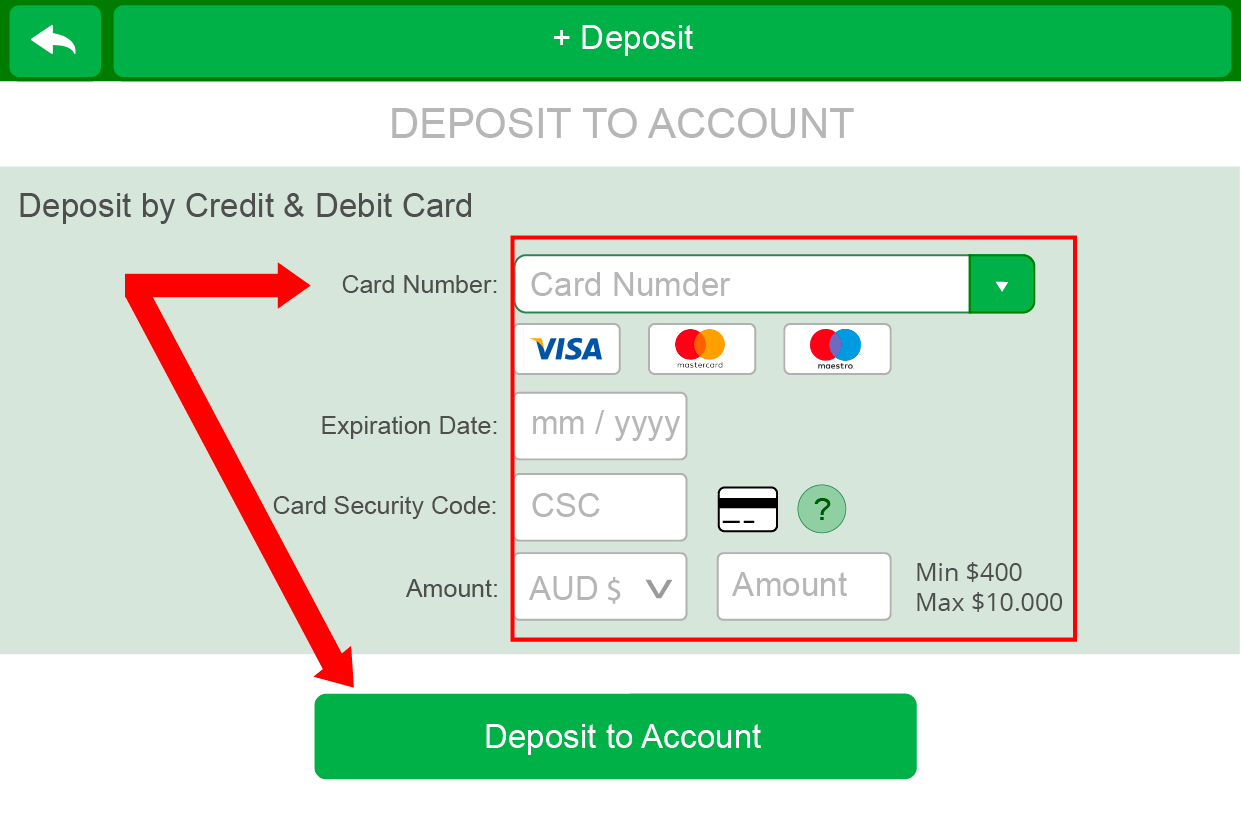 + Deposit
DEPOSIT TO ACCOUNT
Deposit by Credit & Debit Card
Card Number: Card Numder
VISA mastercard maestro
Expiration Date: mm / yyyy
Card Security Code: CSC ?
Amount: AUD $ Amount Min $400
Max $10.000
Deposit to Account